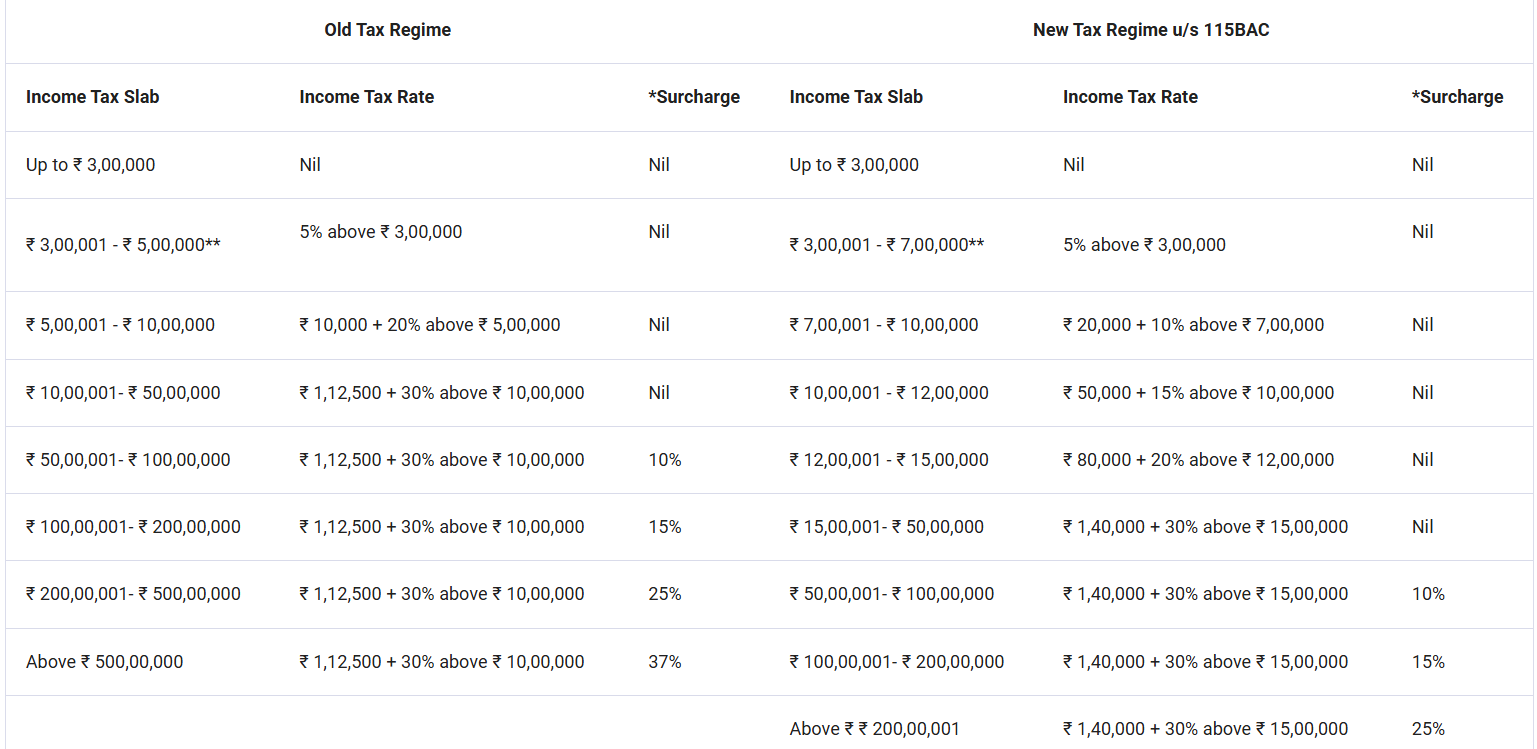 Old Tax Regime New Tax Regime u/s 115BAC
Income Tax Slab Income Tax Rate *Surcharge Income Tax Slab Income Tax Rate *Surcharge
Up to ₹ 3,00,000 Nil Nil Up to ₹ 3,00,000 Nil Nil
₹ 3,00,001 - ₹ 5,00,000** 5% above ₹ 3,00,000 Nil ₹ 3,00,001 - ₹ 7,00,000** 5% above ₹ 3,00,000 Nil
₹ 5,00,001 - ₹ 10,00,000 ₹ 10,000 + 20% above ₹ 5,00,000 Nil ₹ 7,00,001 - ₹ 10,00,000 ₹ 20,000 + 10% above ₹ 7,00,000 Nil
₹ 10,00,001- ₹ 50,00,000 ₹ 1,12,500 + 30% above ₹ 10,00,000 Nil ₹ 10,00,001 - ₹ 12,00,000 ₹ 50,000 + 15% above ₹ 10,00,000 Nil
₹ 50,00,001- ₹ 100,00,000 ₹ 1,12,500 + 30% above ₹ 10,00,000 10% ₹ 12,00,001 - ₹ 15,00,000 ₹ 80,000 + 20% above ₹ 12,00,000 Nil
₹ 100,00,001- ₹ 200,00,000 ₹ 1,12,500 + 30% above ₹ 10,00,000 15% ₹ 15,00,001- ₹ 50,00,000 ₹ 1,40,000 + 30% above ₹ 15,00,000 Nil
₹ 200,00,001- ₹ 500,00,000 ₹ 1,12,500 + 30% above ₹ 10,00,000 25% ₹ 50,00,001- ₹ 100,00,000 ₹ 1,40,000 + 30% above ₹ 15,00,000 10%
Above ₹ 500,00,000 ₹ 1,12,500 + 30% above ₹ 10,00,000 37% ₹ 100,00,001- ₹ 200,00,000 ₹ 1,40,000 + 30% above ₹ 15,00,000 15%
Above ₹ ₹ 200,00,001 ₹ 1,40,000 + 30% above ₹ 15,00,000 25%